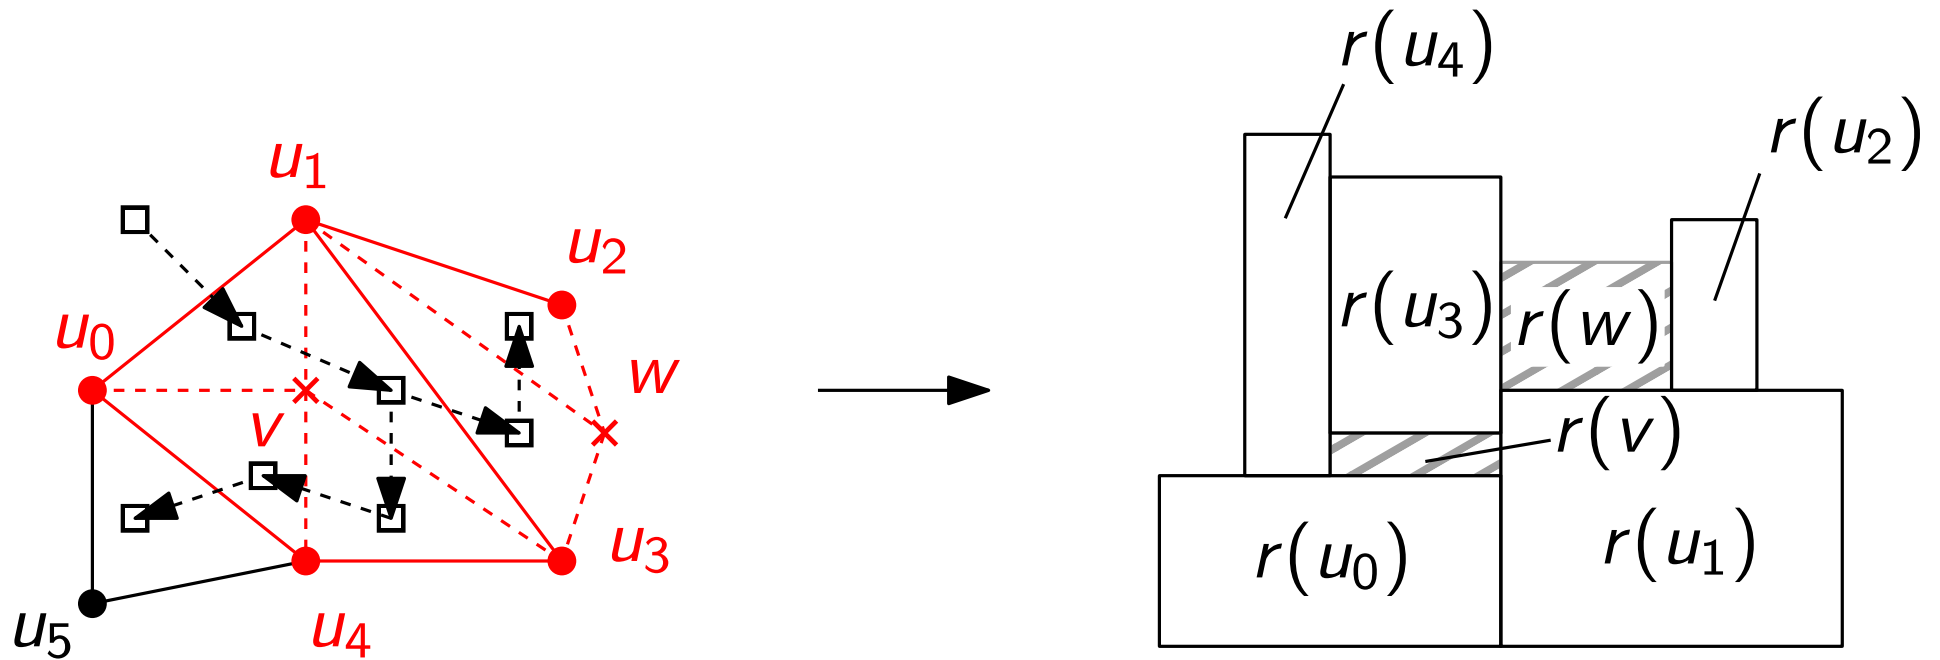 u1
u2
u0
w
v
u3
u4
u5
r(u4)
r(u2)
r(u3)
r(w)
r(v)
r(u0)
r(u1)